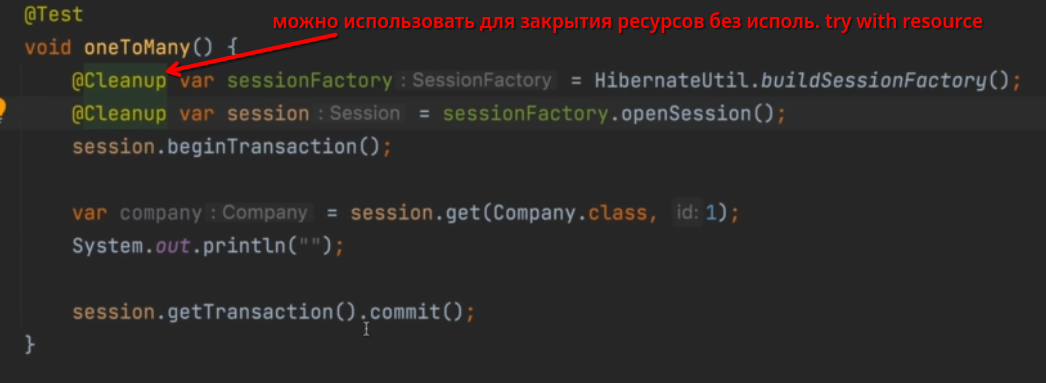 @Test
можно использовать для закрытия ресурсов без исполь. try with resource
void oneToMany() {
@Cleanup var sessionFactory : SessionFactory = HibernateUtil.buildSessionFactory();
@Cleanup var session : Session = sessionFactory.openSession();
session.beginTransaction();
var company : Company = session.get(Company.class, id: 1);
System.out.println("");
session.getTransaction().commit();
}